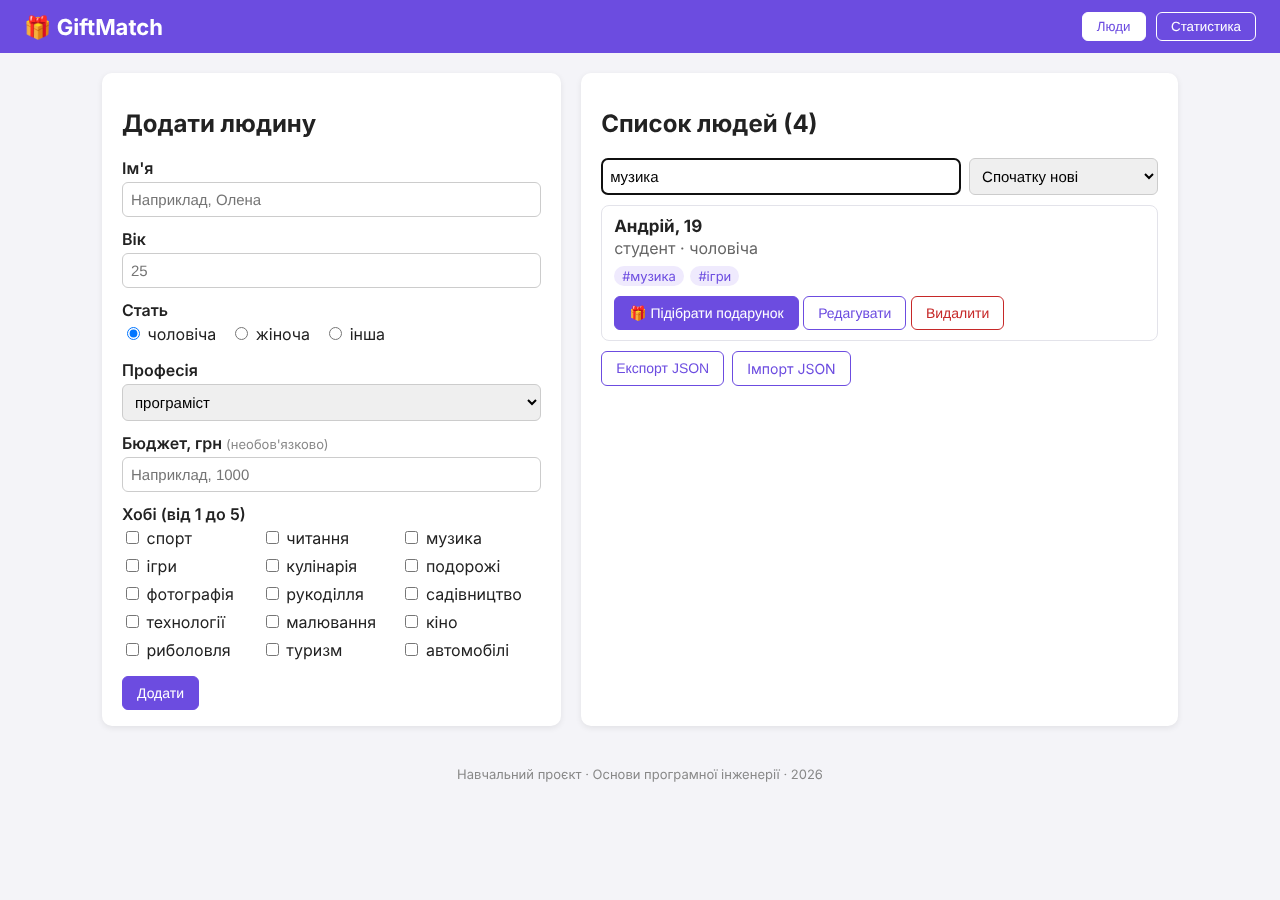 🎁 GiftMatch
Люди
Статистика
Додати людину
Ім'я
Наприклад, Олена
Вік
25
Стать
чоловіча жіноча інша
Професія
програміст
Бюджет, грн (необов'язково)
Наприклад, 1000
Хобі (від 1 до 5)
спорт читання музика
ігри кулінарія подорожі
фотографія рукоділля садівництво
технології малювання кіно
риболовля туризм автомобілі
Додати
Список людей (4)
музика
Спочатку нові
Андрій, 19
студент · чоловіча
#музика #ігри
🎁 Підібрати подарунок Редагувати Видалити
Експорт JSON Імпорт JSON
Навчальний проєкт · Основи програмної інженерії · 2026